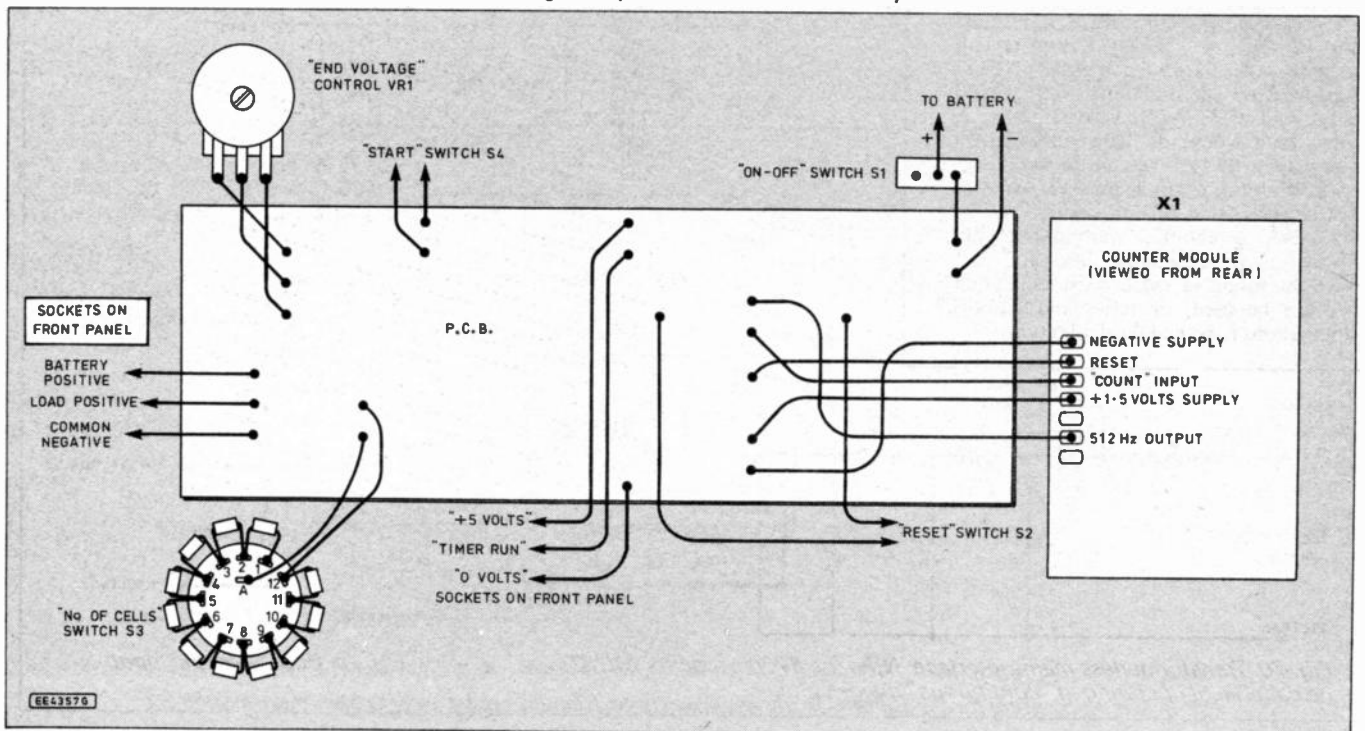 "END VOLTAGE"
CONTROL VR1
"START" SWITCH S4
TO BATTERY
+
-
"ON-OFF" SWITCH S1
X1
COUNTER MODULE
(VIEWED FROM REAR)
SOCKETS ON
FRONT PANEL
P.C.B.
BATTERY
POSITIVE
LOAD POSITIVE
COMMON
NEGATIVE
NEGATIVE SUPPLY
RESET
"COUNT" INPUT
+1·5 VOLTS SUPPLY
512 Hz OUTPUT
"+5 VOLTS"
"TIMER RUN"
"0 VOLTS"
SOCKETS ON FRONT PANEL
"RESET" SWITCH S2
"No OF CELLS"
SWITCH S3
1
2
3
4
5
6
7
8
9
10
11
12
A
EE4357G